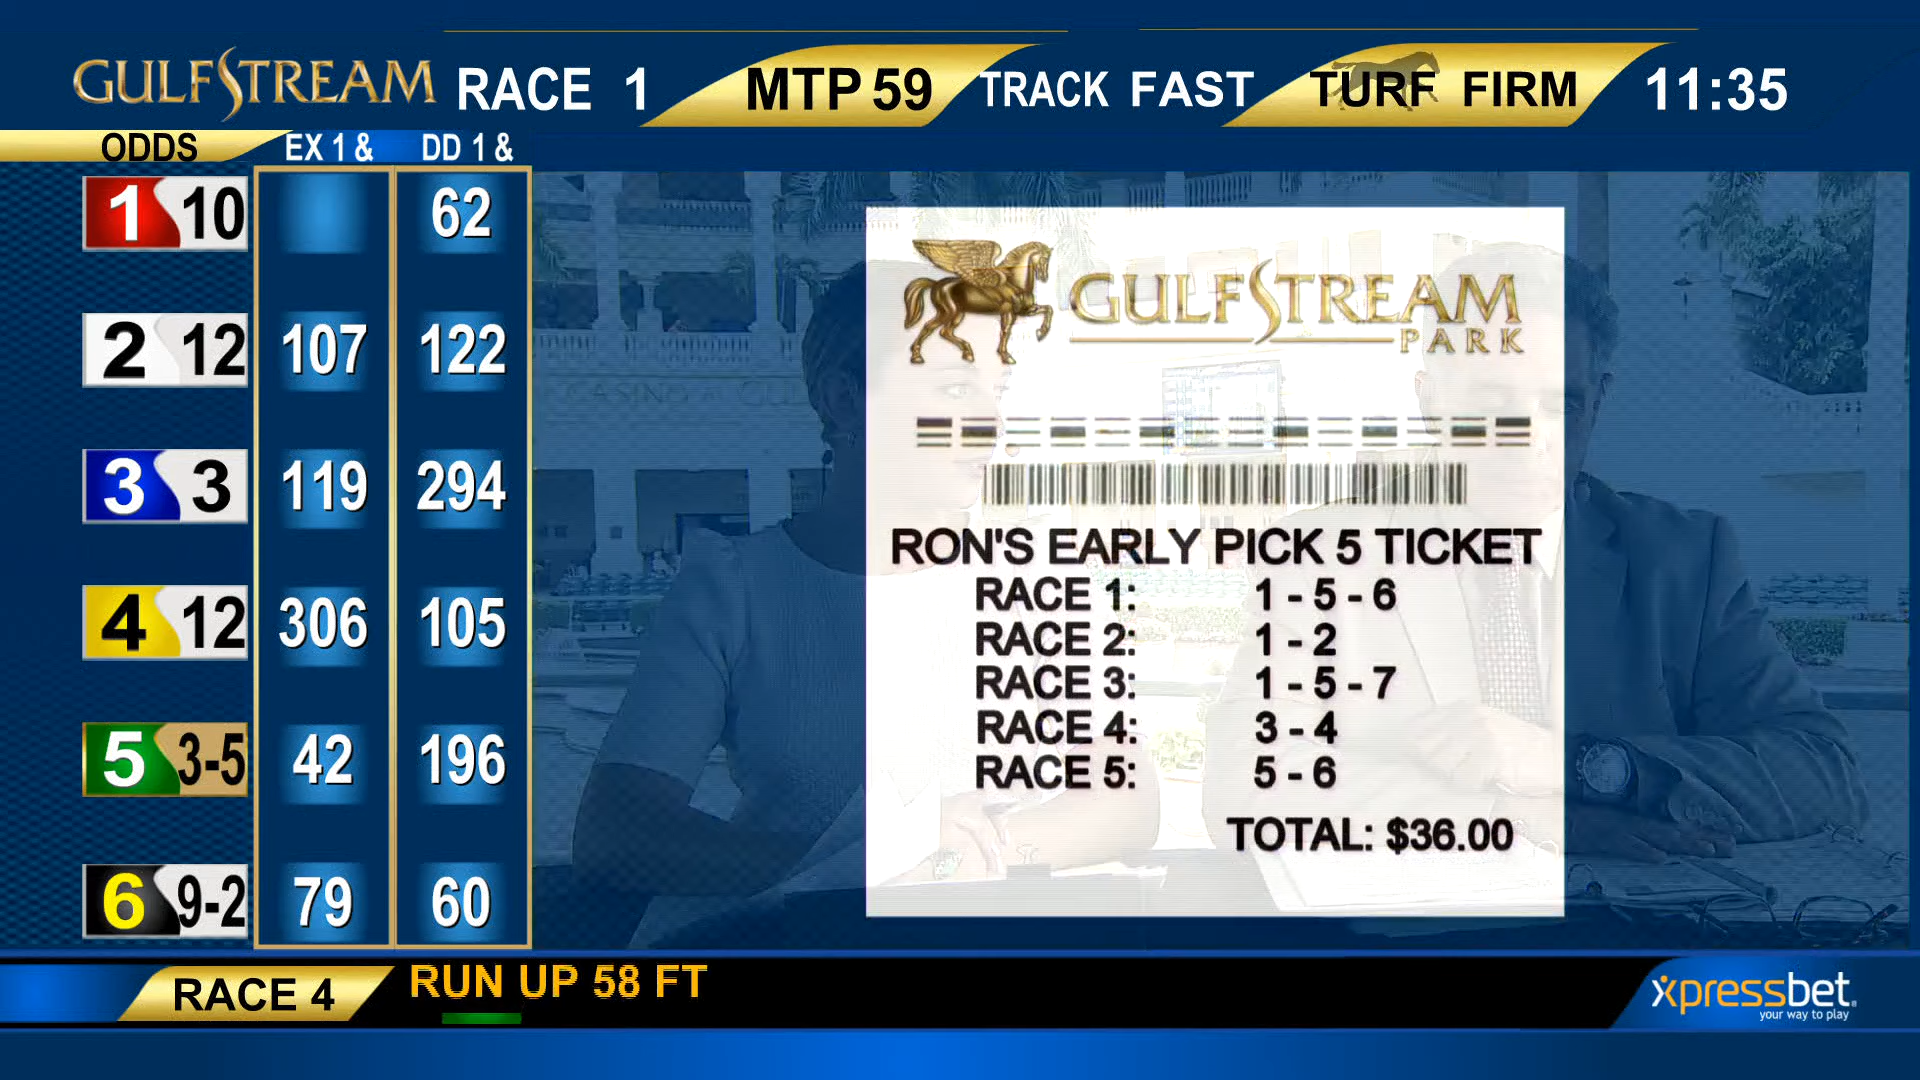 GULFSTREAM RACE 1 MTP 59 TRACK FAST TURF FIRM 11:35
ODDS EX 1 & DD 1 &
1 10 62
2 12 107 122
3 3 119 294
4 12 306 105
5 3-5 42 196
6 9-2 79 60
GULFSTREAM
PARK
RON'S EARLY PICK 5 TICKET
RACE 1: 1 - 5 - 6
RACE 2: 1 - 2
RACE 3: 1 - 5 - 7
RACE 4: 3 - 4
RACE 5: 5 - 6
TOTAL: $36.00
RACE 4 RUN UP 58 FT
xpressbet.
your way to play